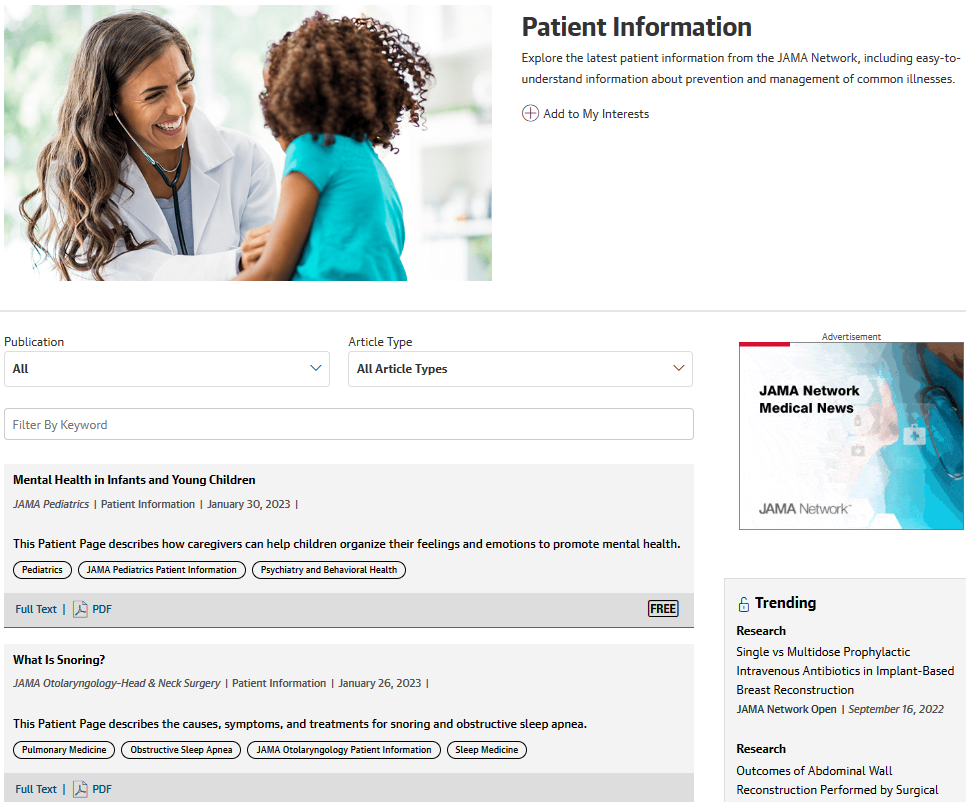 Patient Information
Explore the latest patient information from the JAMA Network, including easy-to-
understand information about prevention and management of common illnesses.
Add to My Interests
Publication
All
Article Type
All Article Types
Filter By Keyword
Mental Health in Infants and Young Children
JAMA Pediatrics | Patient Information | January 30, 2023 |
This Patient Page describes how caregivers can help children organize their feelings and emotions to promote mental health.
Pediatrics JAMA Pediatrics Patient Information Psychiatry and Behavioral Health
Full Text | PDF FREE
What Is Snoring?
JAMA Otolaryngology–Head & Neck Surgery | Patient Information | January 26, 2023 |
This Patient Page describes the causes, symptoms, and treatments for snoring and obstructive sleep apnea.
Pulmonary Medicine Obstructive Sleep Apnea JAMA Otolaryngology Patient Information Sleep Medicine
Full Text | PDF
Advertisement
JAMA Network
Medical News
JAMA Network™
Trending
Research
Single vs Multidose Prophylactic
Intravenous Antibiotics in Implant-Based
Breast Reconstruction
JAMA Network Open | September 16, 2022
Research
Outcomes of Abdominal Wall
Reconstruction Performed by Surgical